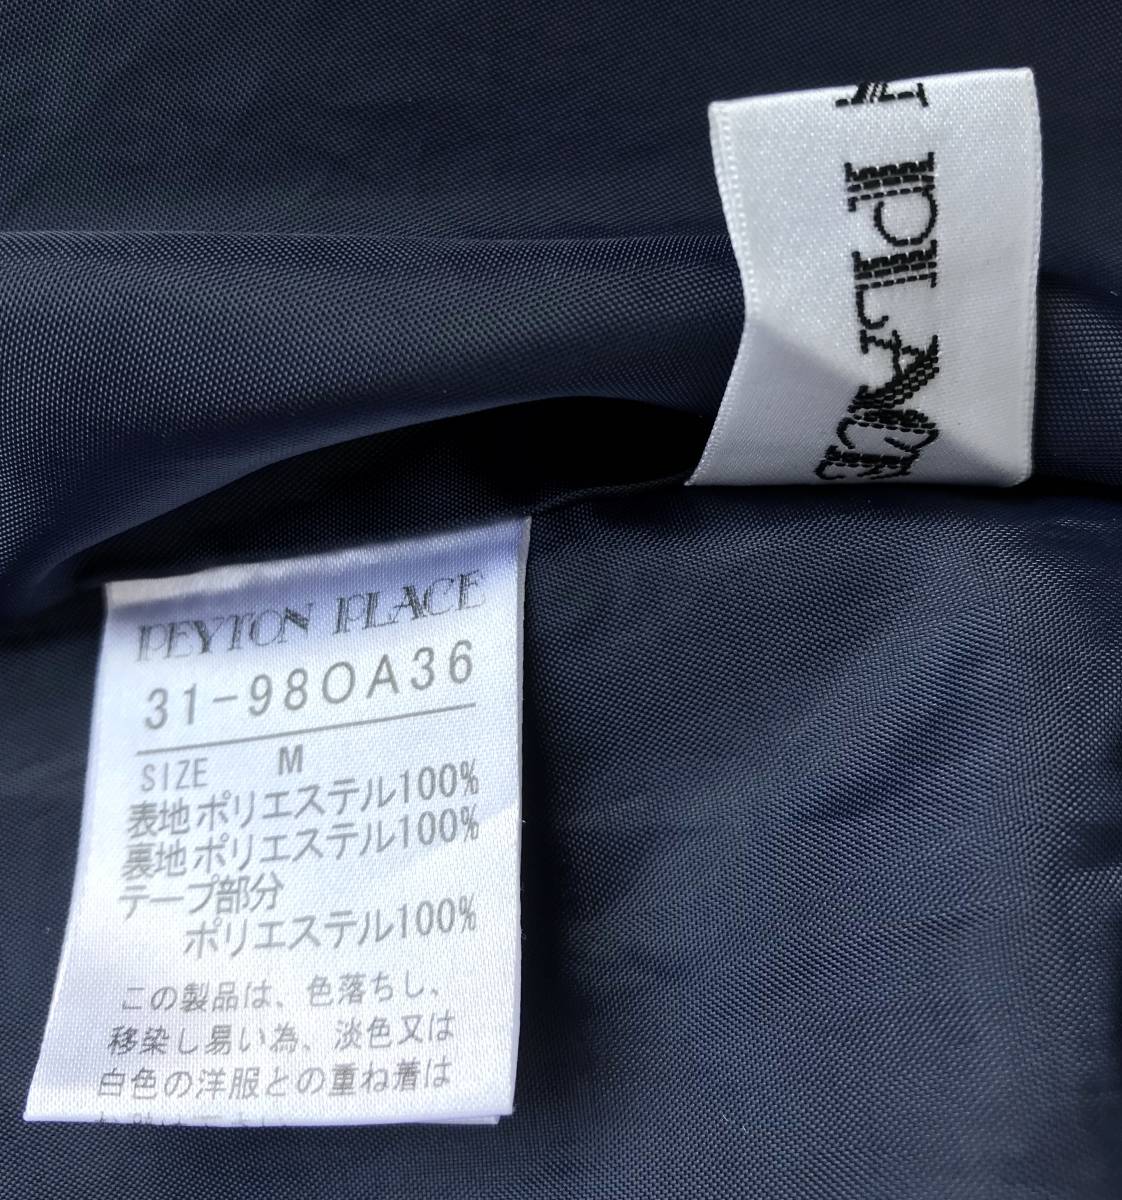 N PLACE
PEYTON PLACE
31-98OA36
SIZE M
表地 ポリエステル100%
裏地 ポリエステル100%
テープ部分
ポリエステル100%
この製品は、色落ちし、
移染し易い為、淡色又は
白色の洋服との重ね着は